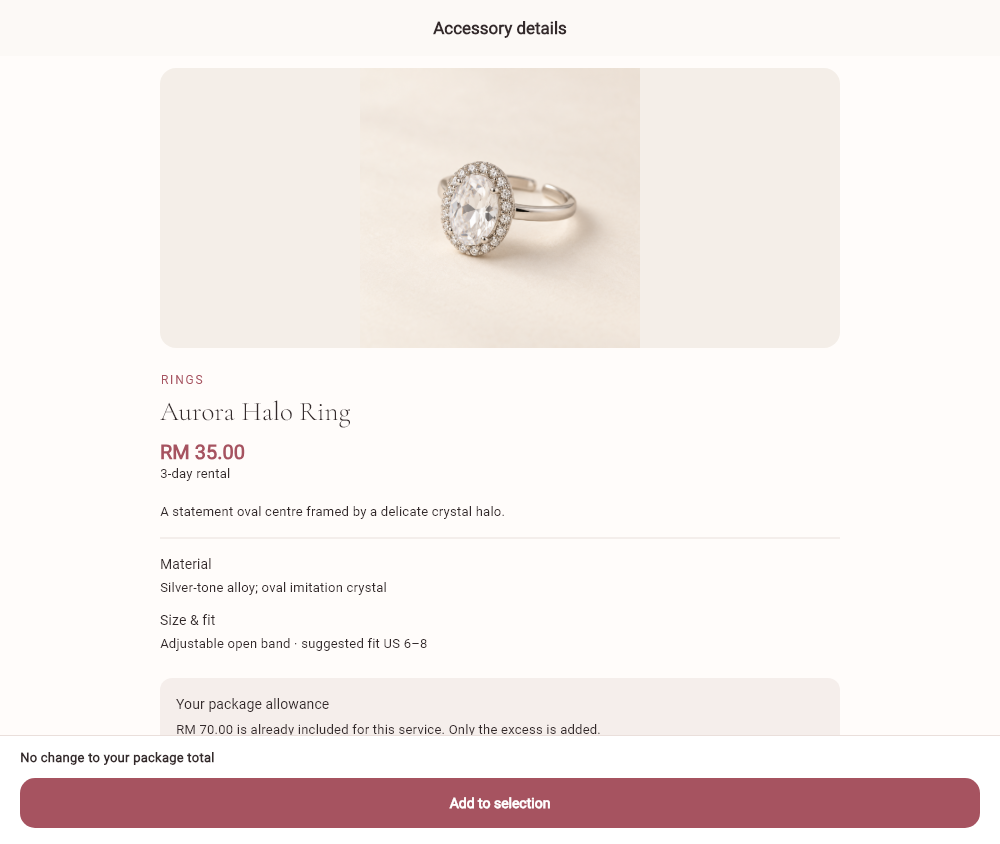 Accessory details
RINGS
Aurora Halo Ring
RM 35.00
3-day rental
A statement oval centre framed by a delicate crystal halo.
Material
Silver-tone alloy; oval imitation crystal
Size & fit
Adjustable open band · suggested fit US 6–8
Your package allowance
RM 70.00 is already included for this service. Only the excess is added.
No change to your package total
Add to selection